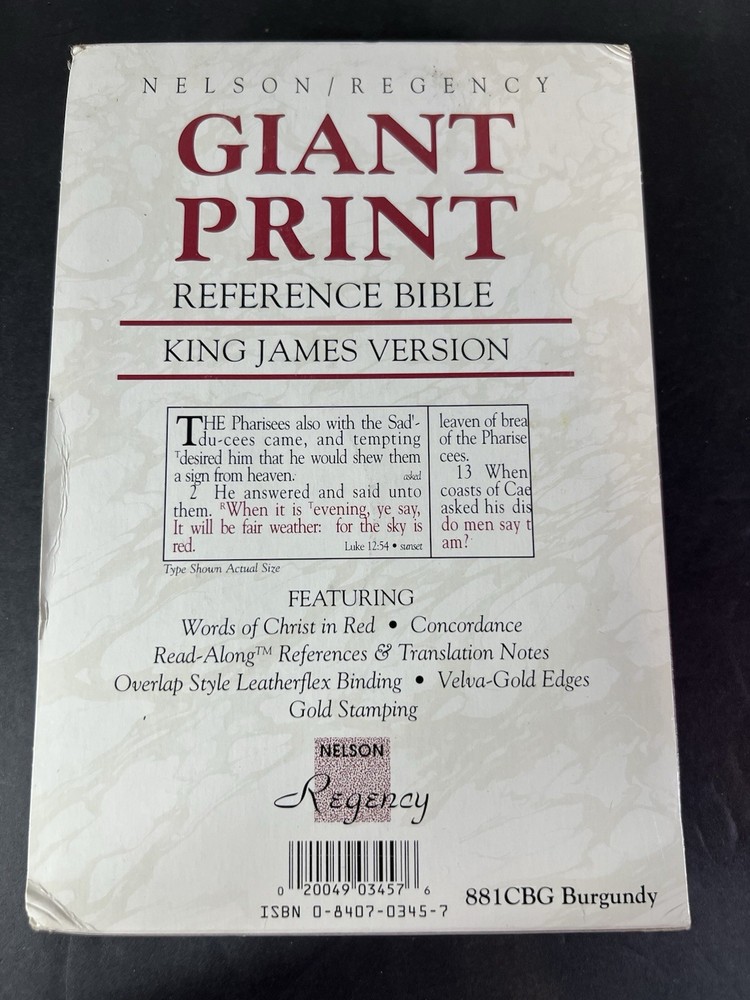 NELSON/REGENCY
GIANT
PRINT
REFERENCE BIBLE
KING JAMES VERSION
THE Pharisees also with the Sad'-
du-cees came, and tempting
ᵀdesired him that he would shew them
a sign from heaven. asked
2 He answered and said unto
them. ᴿWhen it is ᵀevening, ye say,
It will be fair weather: for the sky is
red. Luke 12:54 • sunset
leaven of brea
of the Pharise
cees.
13 When
coasts of Cae
asked his dis
do men say t
am?
Type Shown Actual Size
FEATURING
Words of Christ in Red • Concordance
Read-Along™ References & Translation Notes
Overlap Style Leatherflex Binding • Velva-Gold Edges
Gold Stamping
NELSON
Regency
0 20049 03457 6
ISBN 0-8407-0345-7
881CBG Burgundy